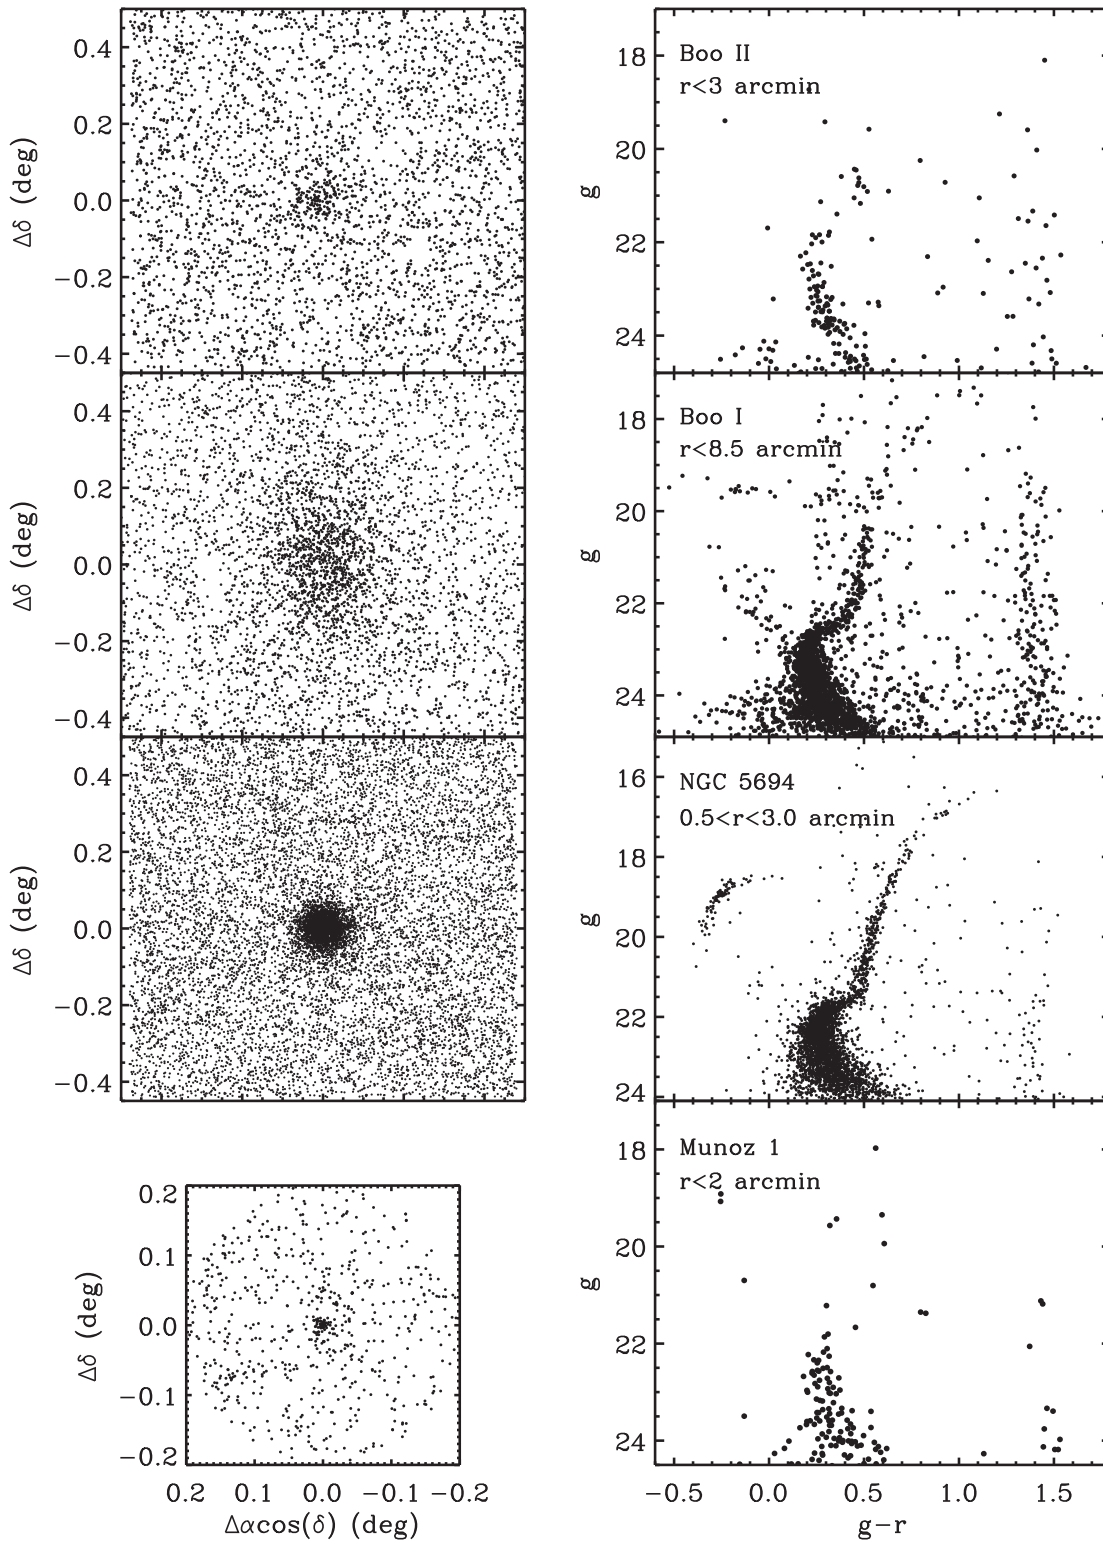 0.4
0.2
0.0
−0.2
−0.4
Δδ (deg)
Boo II
r<3 arcmin
18
20
22
24
g
0.4
0.2
0.0
−0.2
−0.4
Δδ (deg)
Boo I
r<8.5 arcmin
18
20
22
24
g
0.4
0.2
0.0
−0.2
−0.4
Δδ (deg)
NGC 5694
0.5<r<3.0 arcmin
16
18
20
22
24
g
0.2
0.1
0.0
−0.1
−0.2
Δδ (deg)
0.2 0.1 0.0 −0.1 −0.2
Δαcos(δ) (deg)
Munoz 1
r<2 arcmin
18
20
22
24
g
−0.5 0.0 0.5 1.0 1.5
g−r